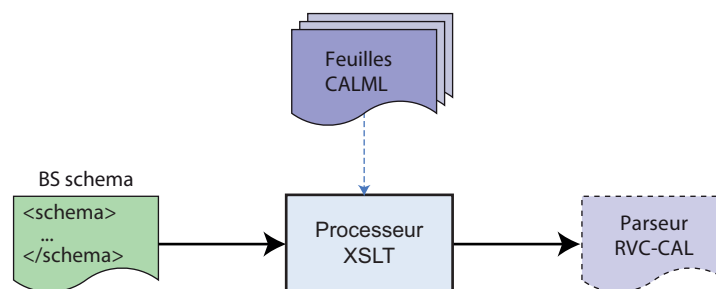 Feuilles
CALML
BS schema
<schema>
...
</schema>
Processeur
XSLT
Parseur
RVC-CAL